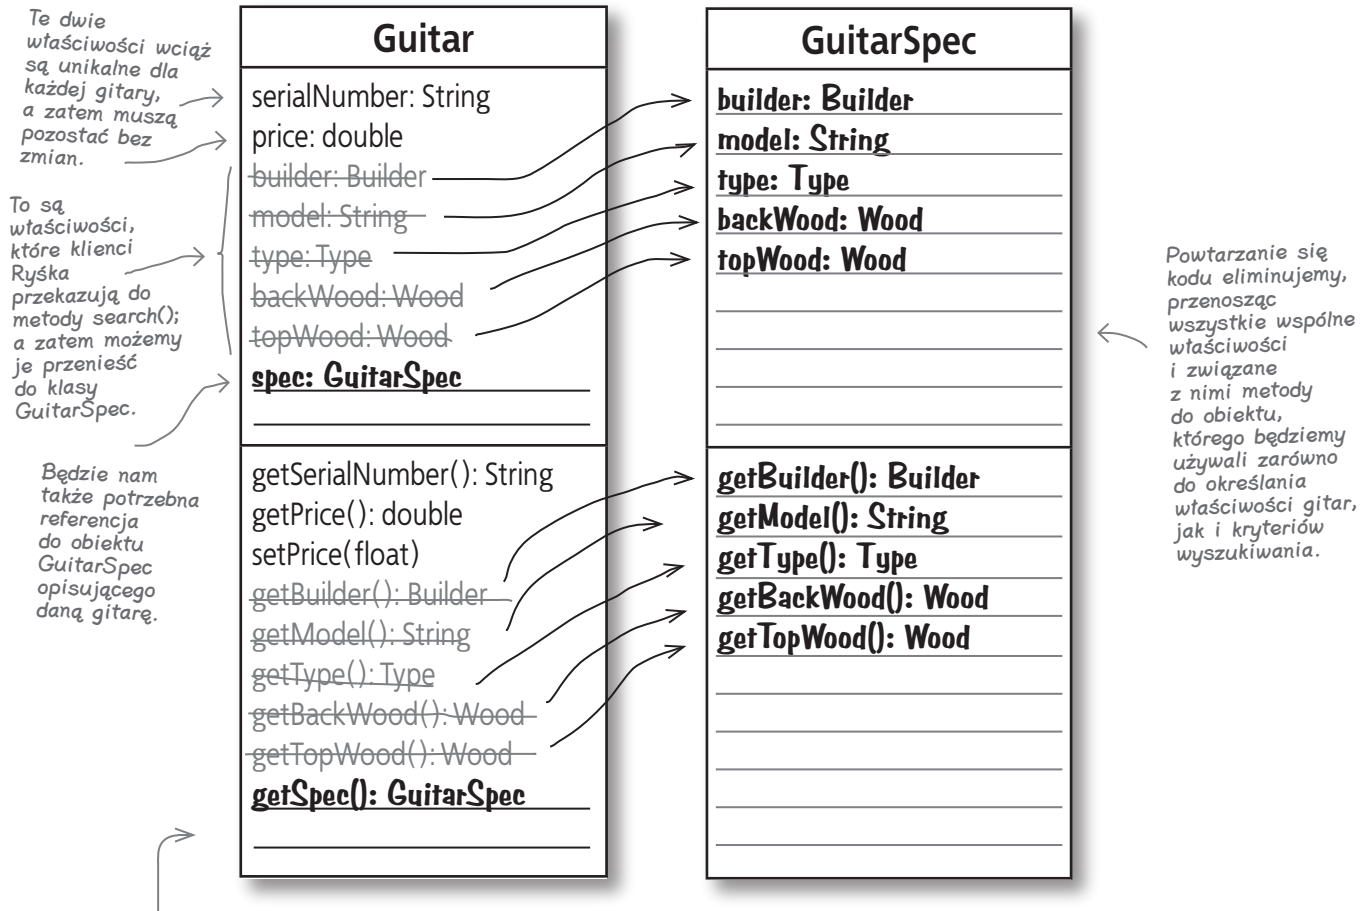 Te dwie
właściwości wciąż
są unikalne dla
każdej gitary,
a zatem muszą
pozostać bez
zmian.
To są
właściwości,
które klienci
Ryśka
przekazują do
metody search();
a zatem możemy
je przenieść
do klasy
GuitarSpec.
Będzie nam
także potrzebna
referencja
do obiektu
GuitarSpec
opisującego
daną gitarę.
Guitar
serialNumber: String
price: double
builder: Builder
model: String
type: Type
backWood: Wood
topWood: Wood
spec: GuitarSpec
getSerialNumber(): String
getPrice(): double
setPrice(float)
getBuilder(): Builder
getModel(): String
getType(): Type
getBackWood(): Wood
getTopWood(): Wood
getSpec(): GuitarSpec
GuitarSpec
builder: Builder
model: String
type: Type
backWood: Wood
topWood: Wood
getBuilder(): Builder
getModel(): String
getType(): Type
getBackWood(): Wood
getTopWood(): Wood
Powtarzanie się
kodu eliminujemy,
przenosząc
wszystkie wspólne
właściwości
i związane
z nimi metody
do obiektu,
którego będziemy
używali zarówno
do określania
właściwości gitar,
jak i kryteriów
wyszukiwania.